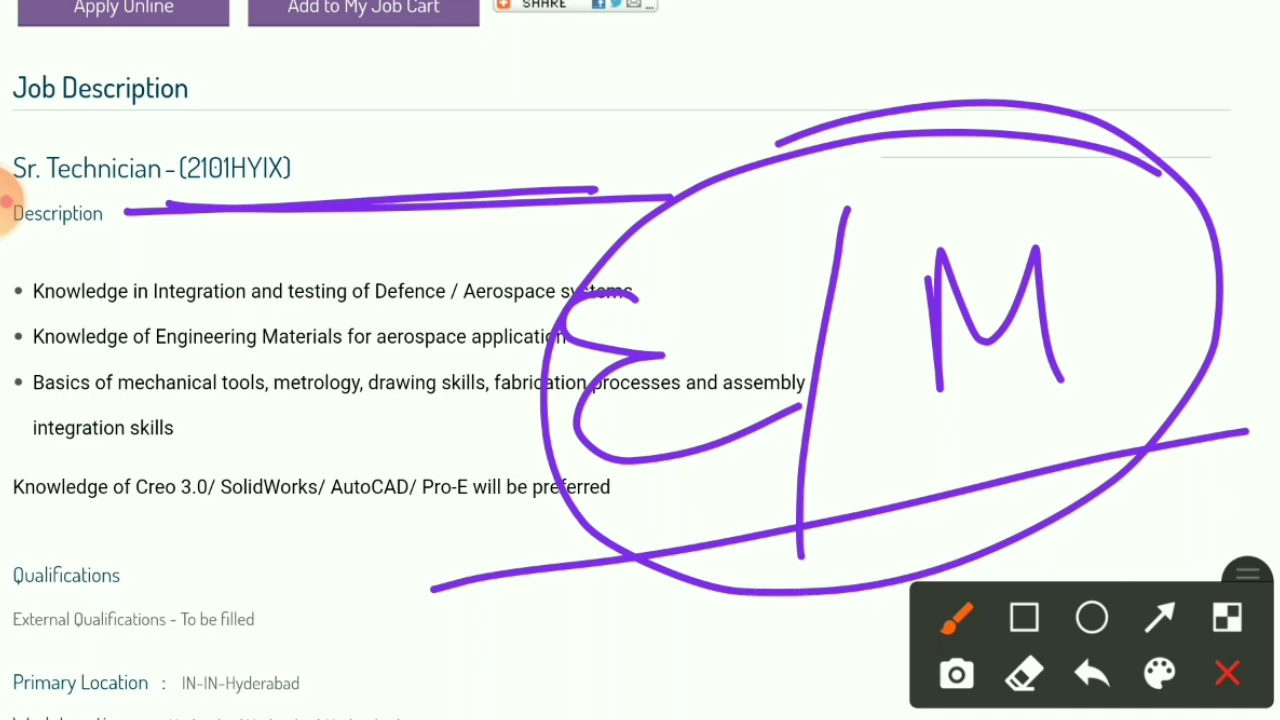 Apply Online Add to My Job Cart SHARE
Job Description
Sr. Technician - (2101HYIX)
Description
• Knowledge in Integration and testing of Defence / Aerospace systems
• Knowledge of Engineering Materials for aerospace application
• Basics of mechanical tools, metrology, drawing skills, fabrication processes and assembly
integration skills
E/M
Knowledge of Creo 3.0/ SolidWorks/ AutoCAD/ Pro-E will be preferred
Qualifications
External Qualifications - To be filled
Primary Location : IN-IN-Hyderabad